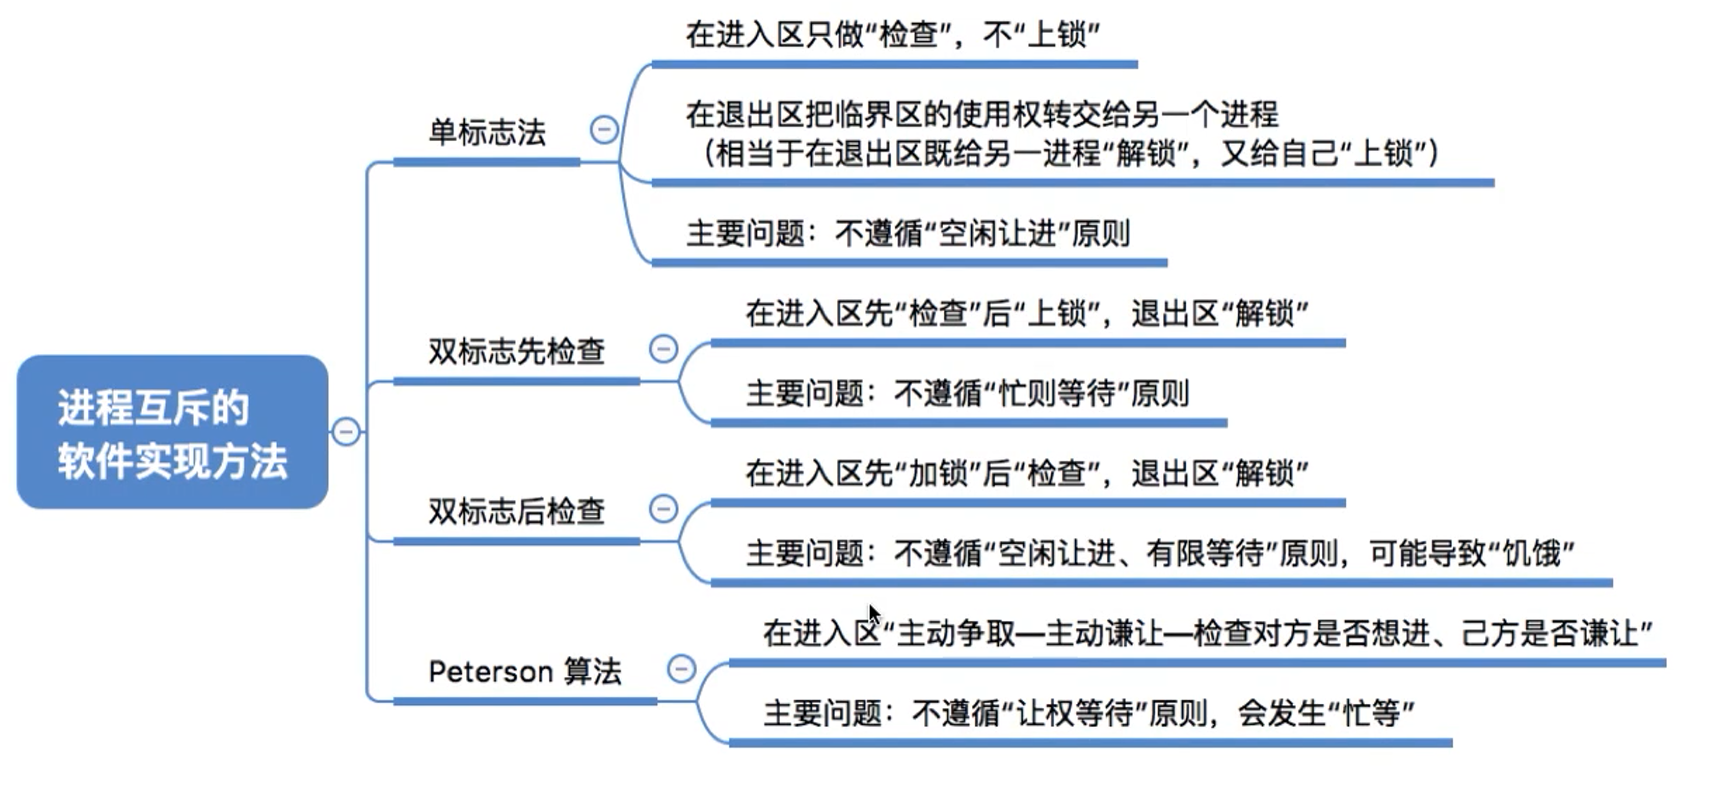 进程互斥的
软件实现方法
单标志法
在进入区只做“检查”，不“上锁”
在退出区把临界区的使用权转交给另一个进程
（相当于在退出区既给另一进程“解锁”，又给自己“上锁”）
主要问题：不遵循“空闲让进”原则
双标志先检查
在进入区先“检查”后“上锁”，退出区“解锁”
主要问题：不遵循“忙则等待”原则
双标志后检查
在进入区先“加锁”后“检查”，退出区“解锁”
主要问题：不遵循“空闲让进、有限等待”原则，可能导致“饥饿”
Peterson 算法
在进入区“主动争取—主动谦让—检查对方是否想进、己方是否谦让”
主要问题：不遵循“让权等待”原则，会发生“忙等”